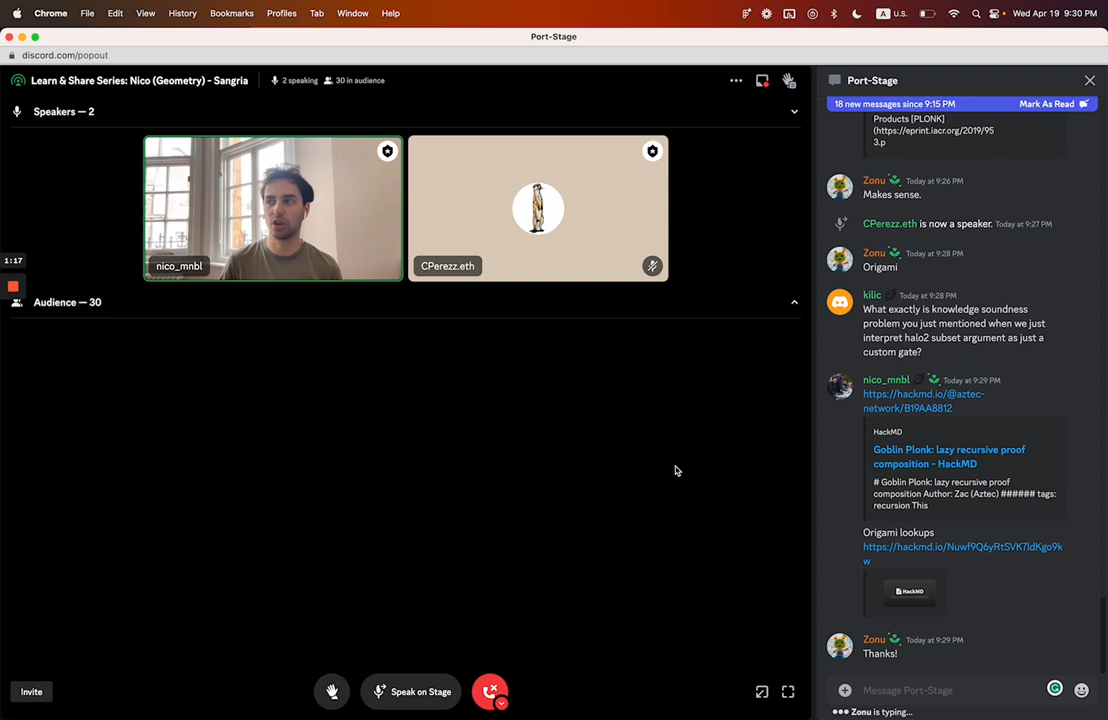 Chrome File Edit View History Bookmarks Profiles Tab Window Help
A U.S. Wed Apr 19 9:30 PM
Port-Stage
discord.com/popout
Learn & Share Series: Nico (Geometry) - Sangria 2 speaking 30 in audience
Speakers — 2
nico_mnbl
CPerezz.eth
1:17
Audience — 30
Invite
Speak on Stage
Port-Stage
18 new messages since 9:15 PM Mark As Read
Products [PLONK]
(https://eprint.iacr.org/2019/95
3.p
Zonu Today at 9:26 PM
Makes sense.
CPerezz.eth is now a speaker. Today at 9:27 PM
Zonu Today at 9:28 PM
Origami
kilic Today at 9:28 PM
What exactly is knowledge soundness
problem you just mentioned when we just
interpret halo2 subset argument as just a
custom gate?
nico_mnbl Today at 9:29 PM
https://hackmd.io/@aztec-
network/B19AA8812
HackMD
Goblin Plonk: lazy recursive proof
composition - HackMD
# Goblin Plonk: lazy recursive proof
composition Author: Zac (Aztec) ###### tags:
recursion This
Origami lookups
https://hackmd.io/Nuwf9Q6yRtSVK7ldKgo9k
w
HackMD
Zonu Today at 9:29 PM
Thanks!
Message Port-Stage
Zonu is typing...